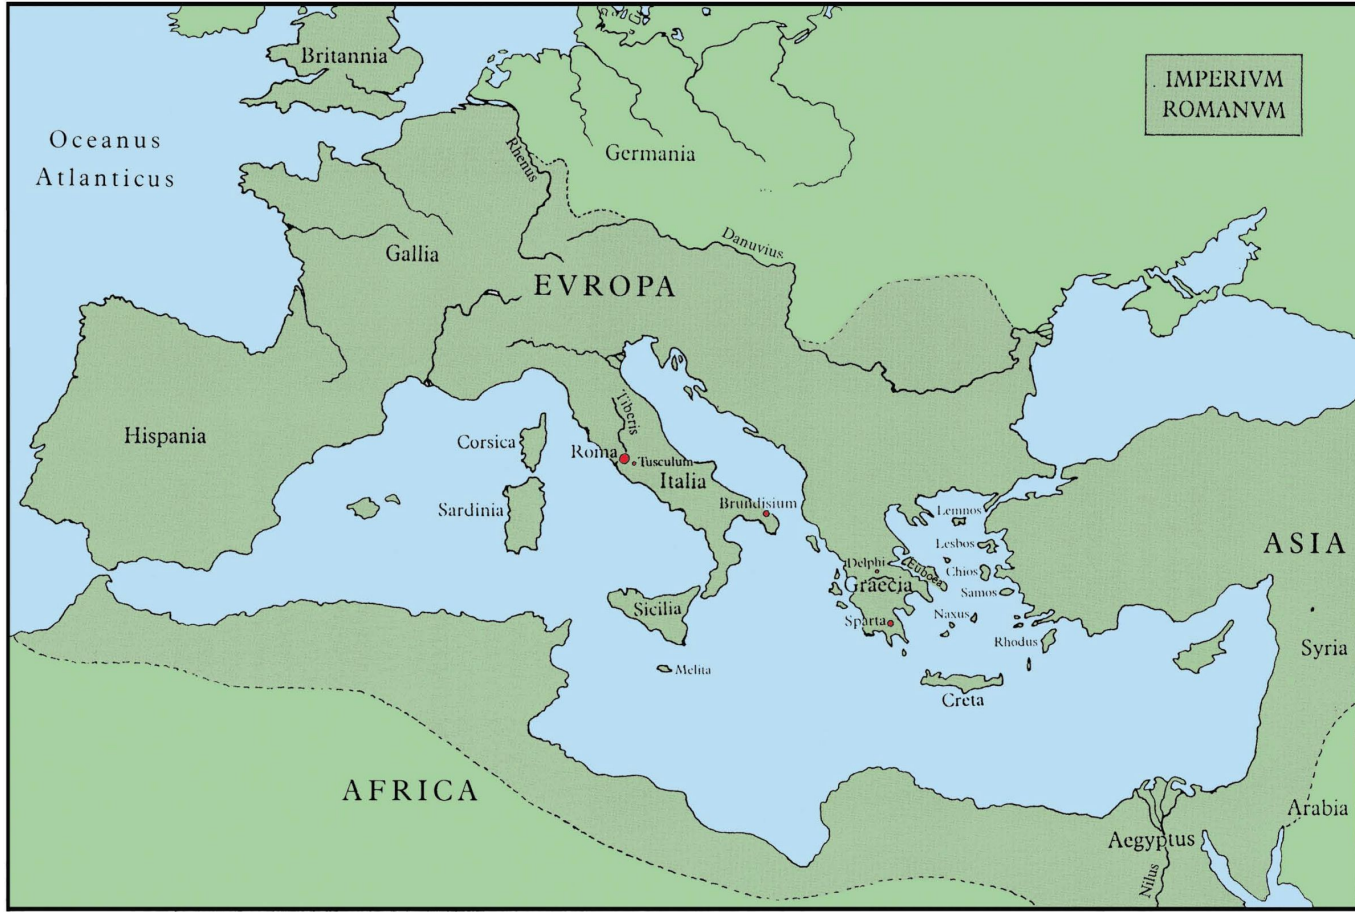 Britannia
IMPERIVM
ROMANVM
Oceanus
Atlanticus
Rhenus
Germania
Gallia
Danuvius
EVROPA
Hispania
Corsica
Tiberis
Roma
Tusculum
Italia
Sardinia
Brundisium
Lemnos
Lesbos
ASIA
Delphi
Euboea
Chios
Graecia
Samos
Sicilia
Sparta
Naxus
Rhodus
Syria
Melita
Creta
AFRICA
Arabia
Aegyptus
Nilus